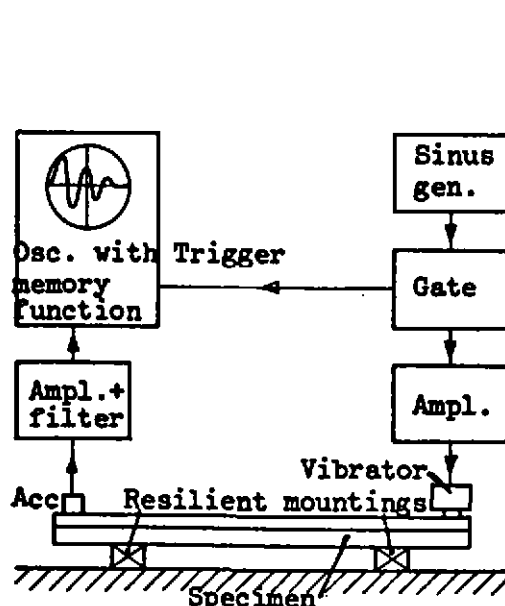 Sinus
gen.
Osc. with Trigger
memory
function
Gate
Ampl.+
filter
Ampl.
Vibrator
Acc
Resilient mountings
Specimen